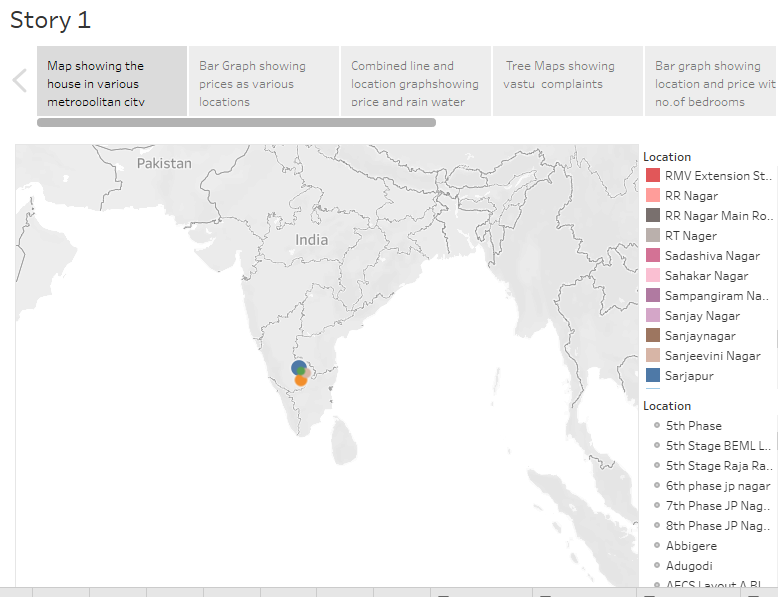 Story 1
Map showing the
house in various
metropolitan city
Bar Graph showing
prices as various
locations
Combined line and
location graphshowing
price and rain water
Tree Maps showing
vastu complaints
Bar graph showing
location and price wit
no.of bedrooms
Pakistan
India
Location
RMV Extension St..
RR Nagar
RR Nagar Main Ro..
RT Nager
Sadashiva Nagar
Sahakar Nagar
Sampangiram Na..
Sanjay Nagar
Sanjaynagar
Sanjeevini Nagar
Sarjapur
Location
5th Phase
5th Stage BEML L..
5th Stage Raja Ra..
6th phase jp nagar
7th Phase JP Nag..
8th Phase JP Nag..
Abbigere
Adugodi
AECS Layout A Bl..